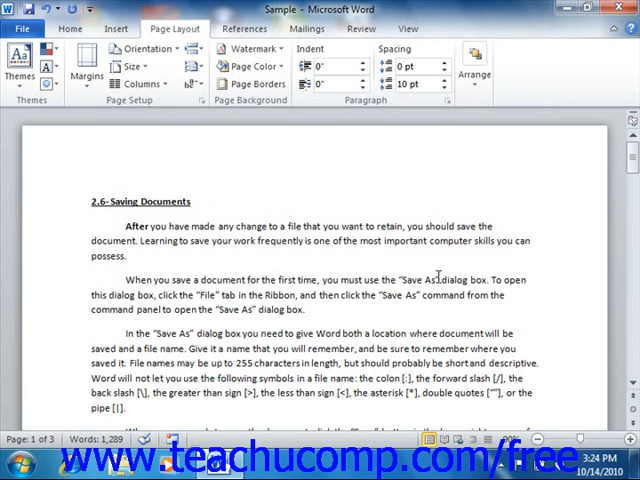 Sample - Microsoft Word
File Home Insert Page Layout References Mailings Review View
Themes
Themes
Margins
Orientation
Size
Columns
Page Setup
Watermark
Page Color
Page Borders
Page Background
Indent
0"
0"
Spacing
0 pt
10 pt
Paragraph
Arrange
2.6- Saving Documents
After you have made any change to a file that you want to retain, you should save the
document. Learning to save your work frequently is one of the most important computer skills you can
possess.
When you save a document for the first time, you must use the “Save As” dialog box. To open
this dialog box, click the “File” tab in the Ribbon, and then click the “Save As” command from the
command panel to open the “Save As” dialog box.
In the “Save As” dialog box you need to give Word both a location where document will be
saved and a file name. Give it a name that you will remember, and be sure to remember where you
saved it. File names may be up to 255 characters in length, but should probably be short and descriptive.
Word will not let you use the following symbols in a file name: the colon [:], the forward slash [/], the
back slash [\], the greater than sign [>], the less than sign [<], the asterisk [*], double quotes [“”], or the
pipe [|].
Page: 1 of 3 Words: 1,289 90%
www.teachucomp.com/free
3:24 PM
10/14/2010